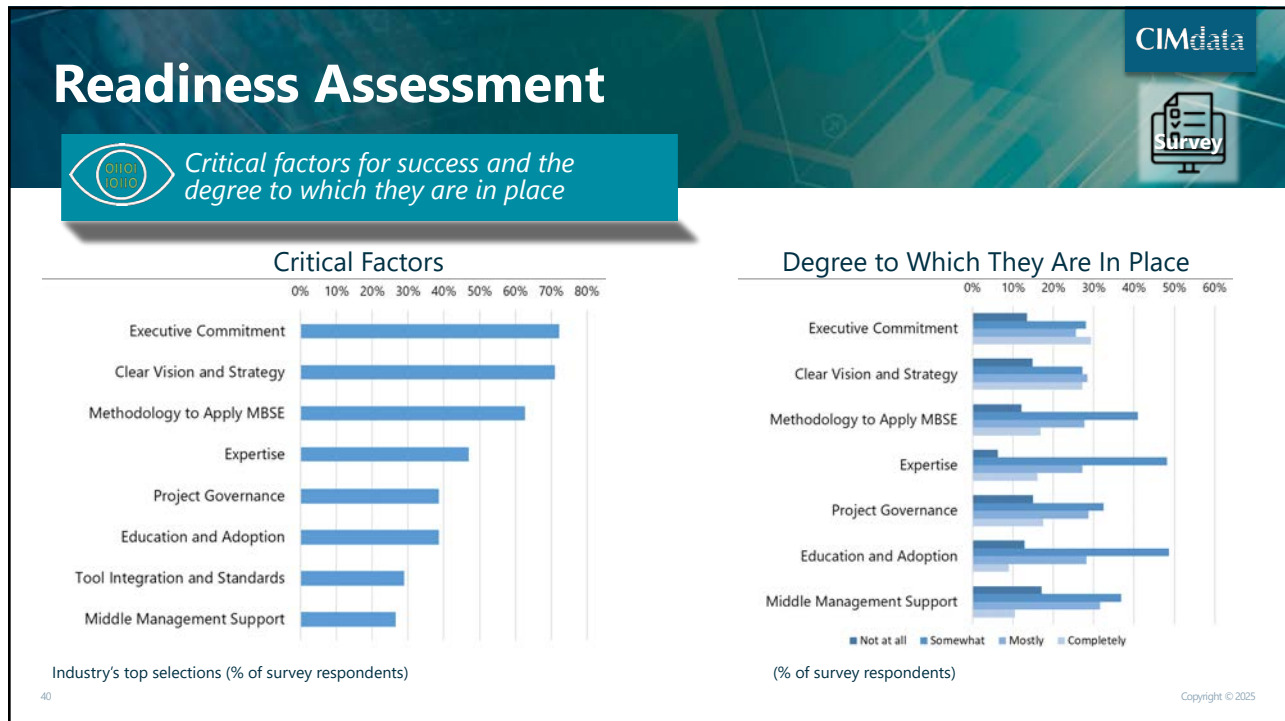 CIMdata
Readiness Assessment
Survey
01101
10110
Critical factors for success and the
degree to which they are in place
Critical Factors
0% 10% 20% 30% 40% 50% 60% 70% 80%
Executive Commitment
Clear Vision and Strategy
Methodology to Apply MBSE
Expertise
Project Governance
Education and Adoption
Tool Integration and Standards
Middle Management Support
Industry's top selections (% of survey respondents)
Degree to Which They Are In Place
0% 10% 20% 30% 40% 50% 60%
Executive Commitment
Clear Vision and Strategy
Methodology to Apply MBSE
Expertise
Project Governance
Education and Adoption
Middle Management Support
Not at all Somewhat Mostly Completely
(% of survey respondents)
40
Copyright © 2025